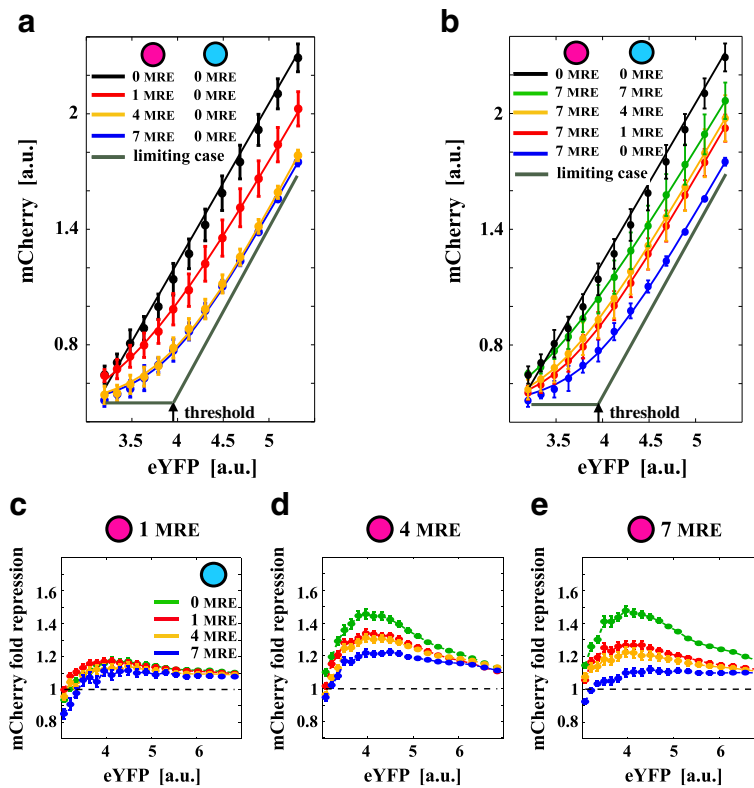 a
0 MRE 0 MRE
1 MRE 0 MRE
4 MRE 0 MRE
7 MRE 0 MRE
limiting case
mCherry [a.u.]
2
1.4
0.8
threshold
3.5 4 4.5 5
eYFP [a.u.]
b
0 MRE 0 MRE
7 MRE 7 MRE
7 MRE 4 MRE
7 MRE 1 MRE
7 MRE 0 MRE
limiting case
mCherry [a.u.]
2
1.4
0.8
threshold
3.5 4 4.5 5
eYFP [a.u.]
c
1 MRE
0 MRE
1 MRE
4 MRE
7 MRE
mCherry fold repression
1.6
1.4
1.2
1
0.8
4 5 6
eYFP [a.u.]
d
4 MRE
mCherry fold repression
1.6
1.4
1.2
1
0.8
4 5 6
eYFP [a.u.]
e
7 MRE
mCherry fold repression
1.6
1.4
1.2
1
0.8
4 5 6
eYFP [a.u.]